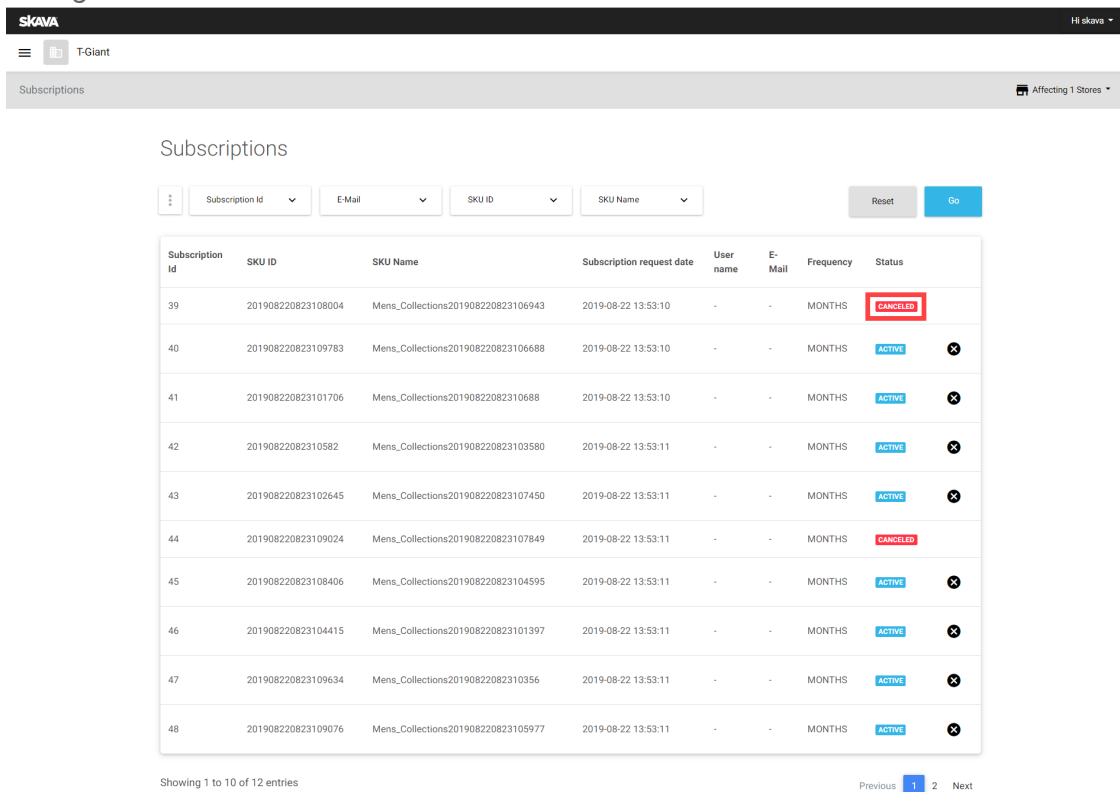 SKAVA
Hi skava
T-Giant
Subscriptions
Affecting 1 Stores
Subscriptions
Subscription Id E-Mail SKU ID SKU Name Reset Go
Subscription Id SKU ID SKU Name Subscription request date User name E-Mail Frequency Status
39 201908220823108004 Mens_Collections201908220823106943 2019-08-22 13:53:10 - - MONTHS CANCELED
40 201908220823109783 Mens_Collections201908220823106688 2019-08-22 13:53:10 - - MONTHS ACTIVE
41 201908220823101706 Mens_Collections20190822082310688 2019-08-22 13:53:10 - - MONTHS ACTIVE
42 20190822082310582 Mens_Collections201908220823103580 2019-08-22 13:53:11 - - MONTHS ACTIVE
43 201908220823102645 Mens_Collections201908220823107450 2019-08-22 13:53:11 - - MONTHS ACTIVE
44 201908220823109024 Mens_Collections201908220823107849 2019-08-22 13:53:11 - - MONTHS CANCELED
45 201908220823108406 Mens_Collections201908220823104595 2019-08-22 13:53:11 - - MONTHS ACTIVE
46 201908220823104415 Mens_Collections201908220823101397 2019-08-22 13:53:11 - - MONTHS ACTIVE
47 201908220823109634 Mens_Collections20190822082310356 2019-08-22 13:53:11 - - MONTHS ACTIVE
48 201908220823109076 Mens_Collections201908220823105977 2019-08-22 13:53:11 - - MONTHS ACTIVE
Showing 1 to 10 of 12 entries
Previous 1 2 Next